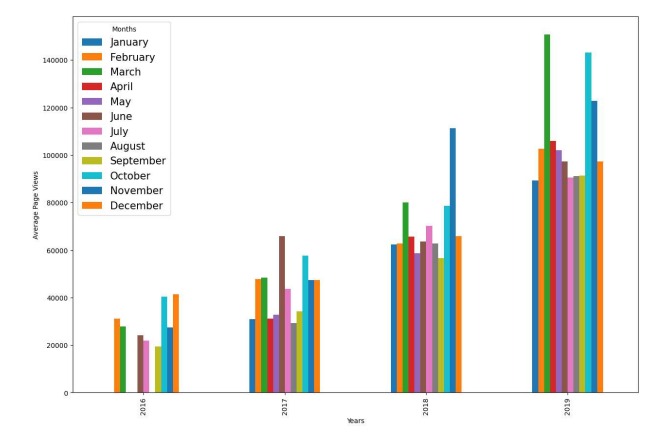 Months
January
February
March
April
May
June
July
August
September
October
November
December
Average Page Views
140000
120000
100000
80000
60000
40000
20000
0
2016
2017
2018
2019
Years